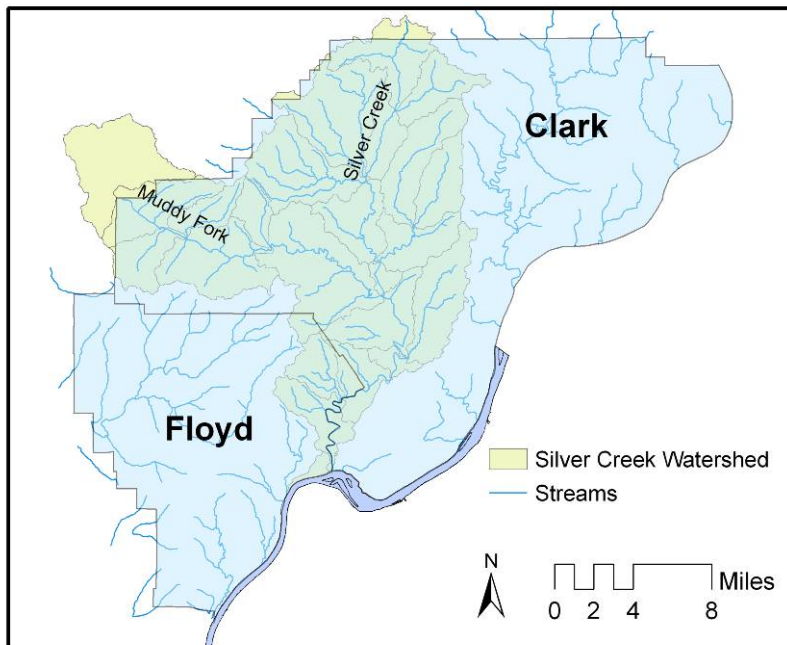 Clark
Silver Creek
Muddy Fork
Floyd
Silver Creek Watershed
Streams
N
Miles
0 2 4 8